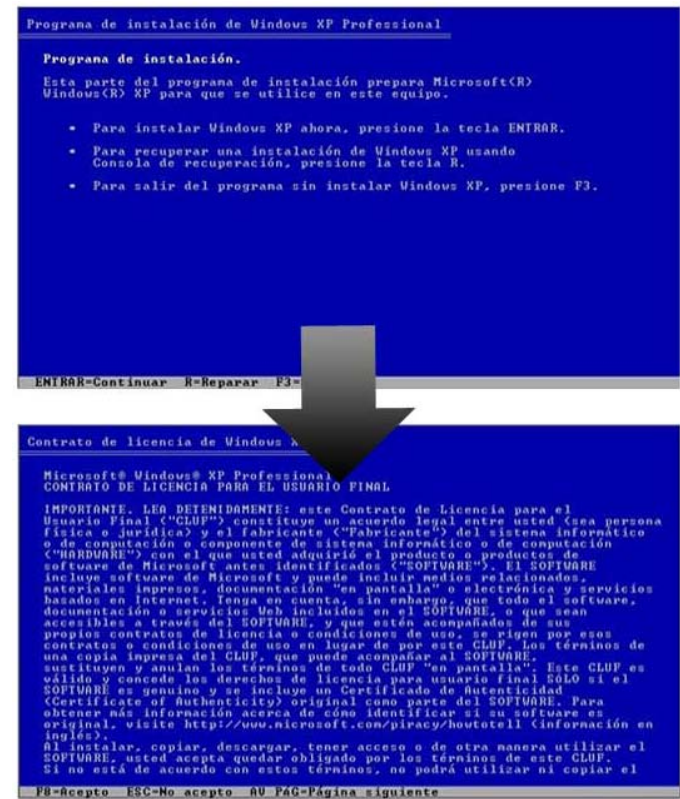 Programa de instalación de Windows XP Professional
Programa de instalación.
Esta parte del programa de instalación prepara Microsoft(R)
Windows(R) XP para que se utilice en este equipo.
• Para instalar Windows XP ahora, presione la tecla ENTRAR.
• Para recuperar una instalación de Windows XP usando
Consola de recuperación, presione la tecla R.
• Para salir del programa sin instalar Windows XP, presione F3.
ENTRAR=Continuar R=Reparar F3=
Contrato de licencia de Windows
Microsoft® Windows® XP Professional
CONTRATO DE LICENCIA PARA EL USUARIO FINAL
IMPORTANTE. LEA DETENIDAMENTE: este Contrato de Licencia para el
Usuario Final ("CLUF") constituye un acuerdo legal entre usted (sea persona
física o jurídica) y el fabricante ("Fabricante") del sistema informático
o de computación o componente de sistema informático o de computación
("HARDWARE") con el que usted adquirió el producto o productos de
software de Microsoft antes identificados ("SOFTWARE"). El SOFTWARE
incluye software de Microsoft y puede incluir medios relacionados,
materiales impresos, documentación "en pantalla" o electrónica y servicios
basados en Internet. Tenga en cuenta, sin embargo, que todo el software,
documentación o servicios Web incluidos en el SOFTWARE, o que sean
accesibles a través del SOFTWARE, y que estén acompañados de sus
propios contratos de licencia o condiciones de uso, se rigen por esos
contratos o condiciones de uso en lugar de por este CLUF. Los términos de
una copia impresa del CLUF, que puede acompañar al SOFTWARE,
sustituyen y anulan los términos de todo CLUF "en pantalla". Este CLUF es
válido y concede los derechos de licencia para usuario final SÓLO si el
SOFTWARE es genuino y se incluye un Certificado de Autenticidad
(Certificate of Authenticity) original como parte del SOFTWARE. Para
obtener más información acerca de cómo identificar si su software es
original, visite http://www.microsoft.com/piracy/howtotell (información en
inglés).
Al instalar, copiar, descargar, tener acceso o de otra manera utilizar el
SOFTWARE, usted acepta quedar obligado por los términos de este CLUF.
Si no está de acuerdo con estos términos, no podrá utilizar ni copiar el
F8=Acepto ESC=No acepto AV PÁG=Página siguiente